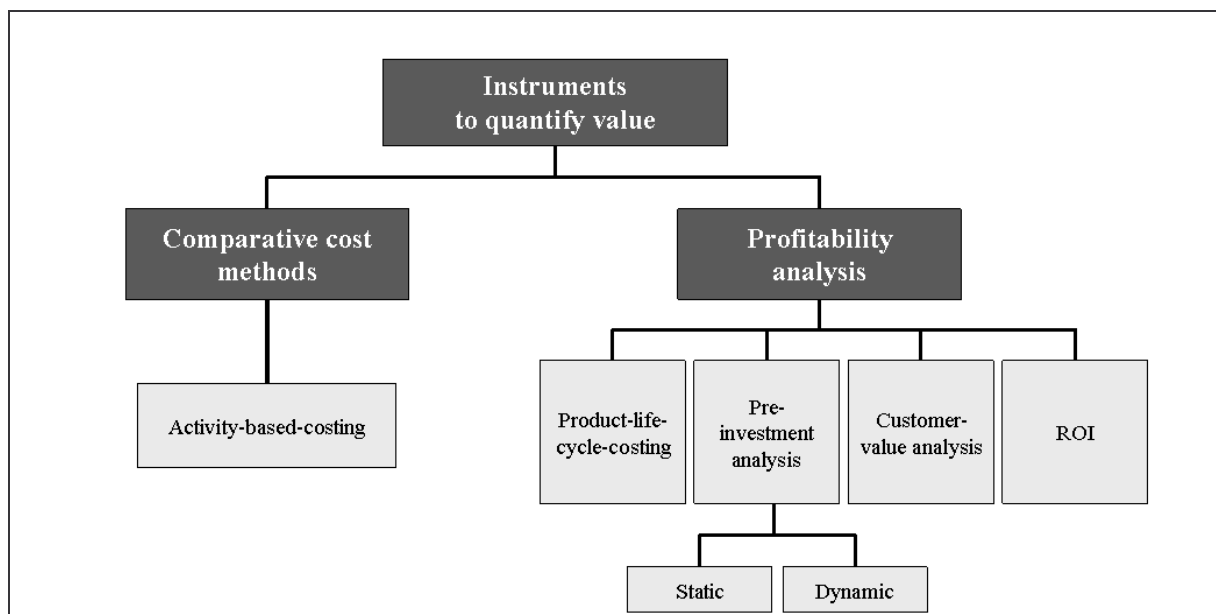 Instruments
to quantify value
Comparative cost
methods
Profitability
analysis
Activity-based-costing
Product-life-
cycle-costing
Pre-
investment
analysis
Customer-
value analysis
ROI
Static
Dynamic